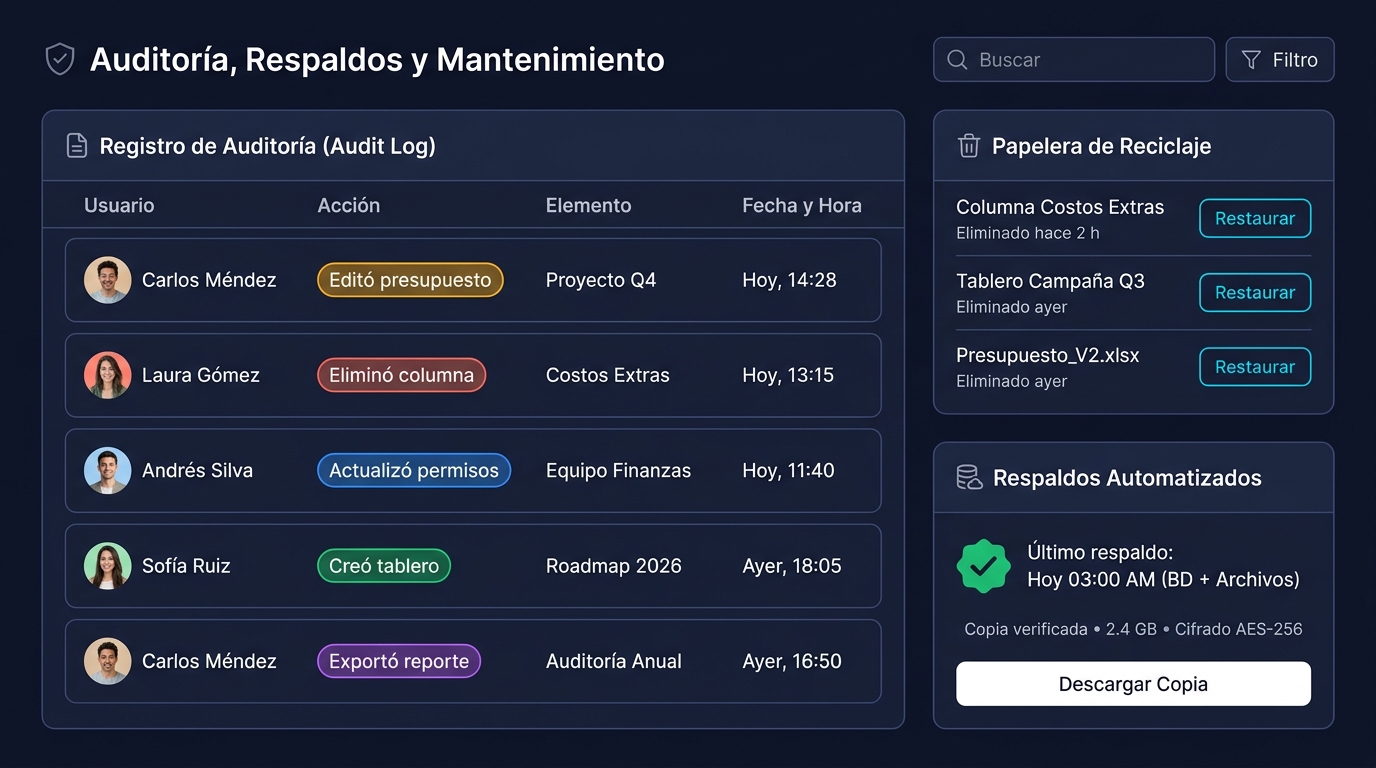 Auditoría, Respaldos y Mantenimiento
Buscar
Filtro
Registro de Auditoría (Audit Log)
Usuario Acción Elemento Fecha y Hora
Carlos Méndez Editó presupuesto Proyecto Q4 Hoy, 14:28
Laura Gómez Eliminó columna Costos Extras Hoy, 13:15
Andrés Silva Actualizó permisos Equipo Finanzas Hoy, 11:40
Sofía Ruiz Creó tablero Roadmap 2026 Ayer, 18:05
Carlos Méndez Exportó reporte Auditoría Anual Ayer, 16:50
Papelera de Reciclaje
Columna Costos Extras
Eliminado hace 2 h
Restaurar
Tablero Campaña Q3
Eliminado ayer
Restaurar
Presupuesto_V2.xlsx
Eliminado ayer
Restaurar
Respaldos Automatizados
Último respaldo:
Hoy 03:00 AM (BD + Archivos)
Copia verificada • 2.4 GB • Cifrado AES-256
Descargar Copia